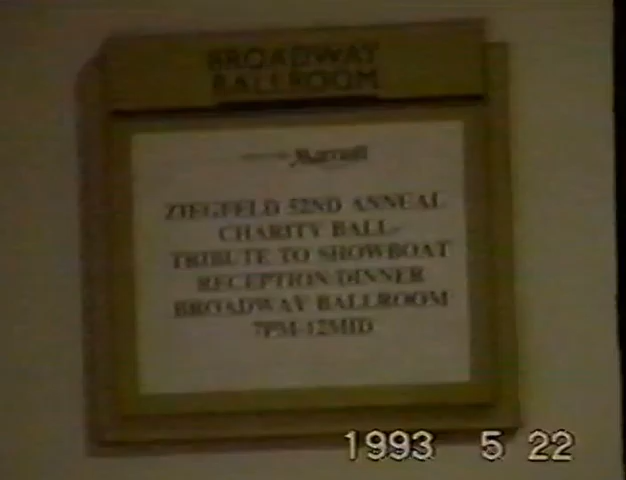 BROADWAY
BALLROOM
Marriott
ZIEGFELD 52ND ANNEAL
CHARITY BALL-
TRIBUTE TO SHOWBOAT
RECEPTION/DINNER
BROADWAY BALLROOM
7PM-12MID
1993 5 22